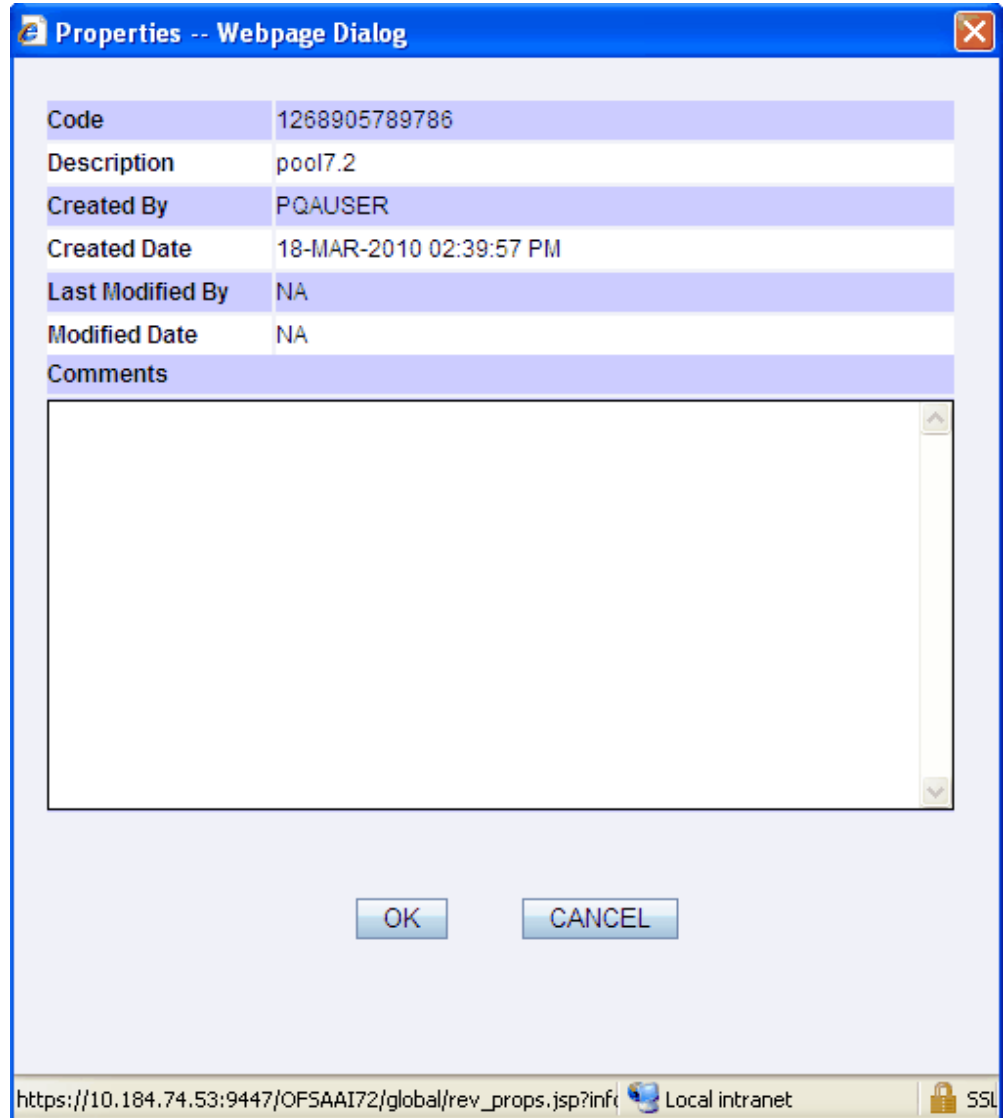 Properties -- Webpage Dialog
Code 1268905789786
Description pool7.2
Created By PQAUSER
Created Date 18-MAR-2010 02:39:57 PM
Last Modified By NA
Modified Date NA
Comments
OK CANCEL
https://10.184.74.53:9447/OFSAAI72/global/rev_props.jsp?inf Local intranet SSL